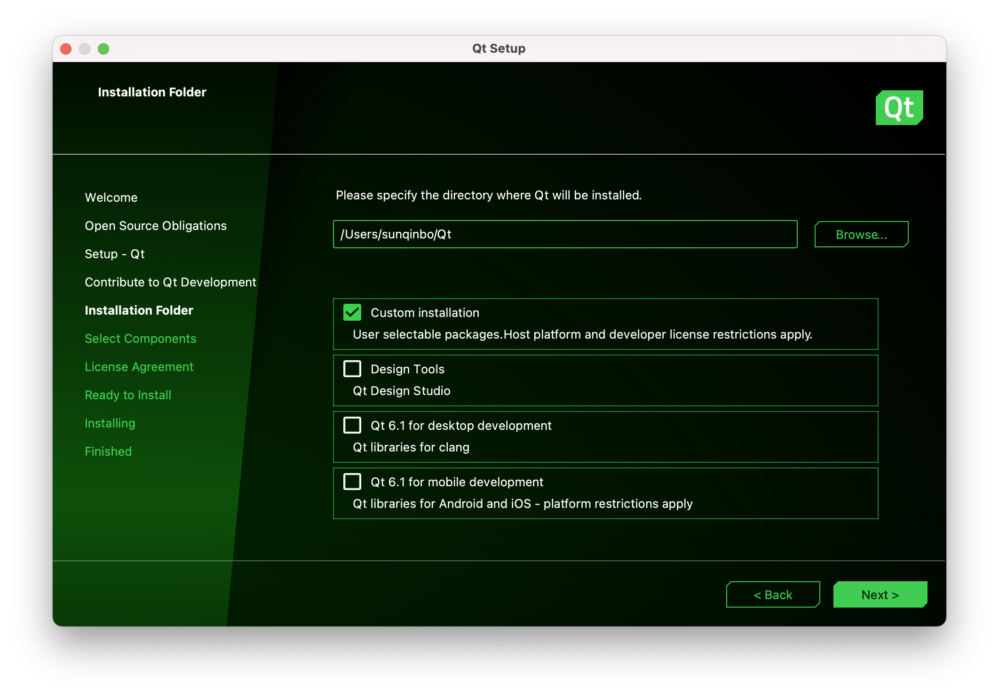 Qt Setup
Installation Folder
Qt
Welcome
Open Source Obligations
Setup - Qt
Contribute to Qt Development
Installation Folder
Select Components
License Agreement
Ready to Install
Installing
Finished
Please specify the directory where Qt will be installed.
/Users/sunqinbo/Qt
Browse...
Custom installation
User selectable packages.Host platform and developer license restrictions apply.
Design Tools
Qt Design Studio
Qt 6.1 for desktop development
Qt libraries for clang
Qt 6.1 for mobile development
Qt libraries for Android and iOS - platform restrictions apply
< Back
Next >